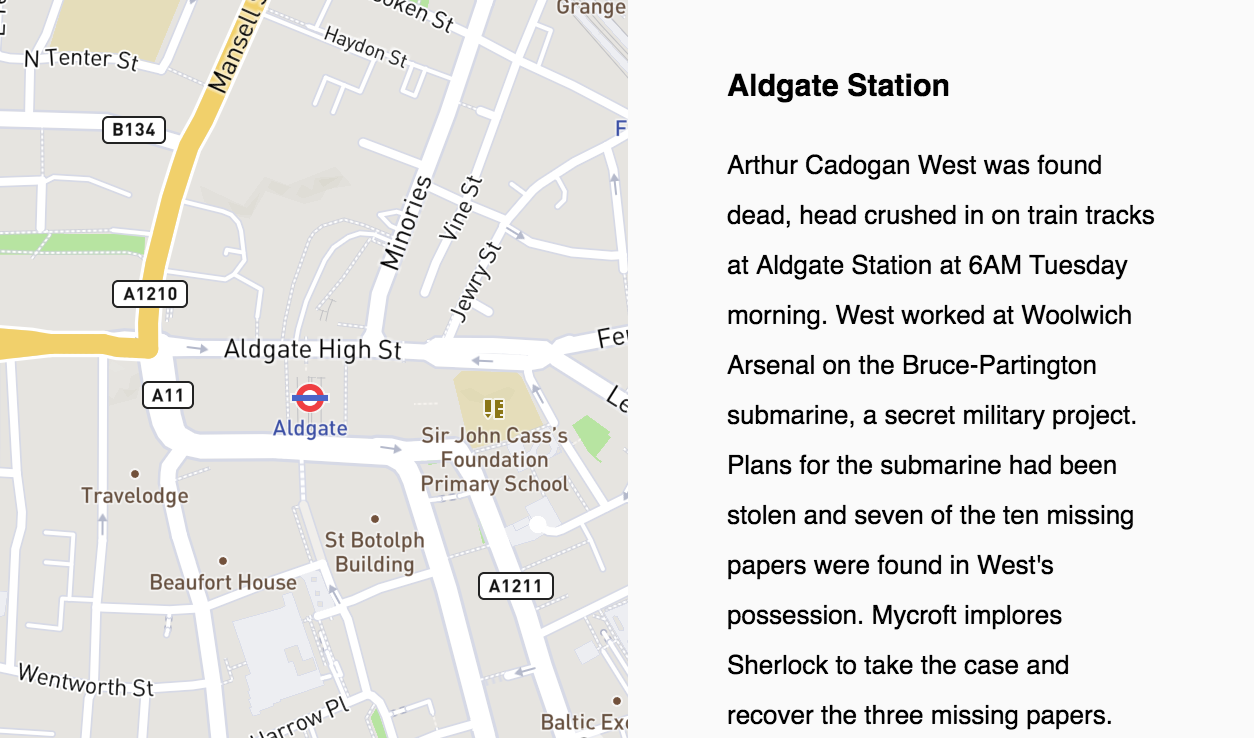 oken St
Grange
Haydon St
Mansell S
N Tenter St
B134
F
Minories
Vine St
Jewry St
A1210
Aldgate High St
Fe
A11
Le
Aldgate
Sir John Cass's
Foundation
Primary School
Travelodge
St Botolph
Building
Beaufort House
A1211
Wentworth St
Harrow Pl
Baltic Exc
Aldgate Station
Arthur Cadogan West was found
dead, head crushed in on train tracks
at Aldgate Station at 6AM Tuesday
morning. West worked at Woolwich
Arsenal on the Bruce-Partington
submarine, a secret military project.
Plans for the submarine had been
stolen and seven of the ten missing
papers were found in West's
possession. Mycroft implores
Sherlock to take the case and
recover the three missing papers.